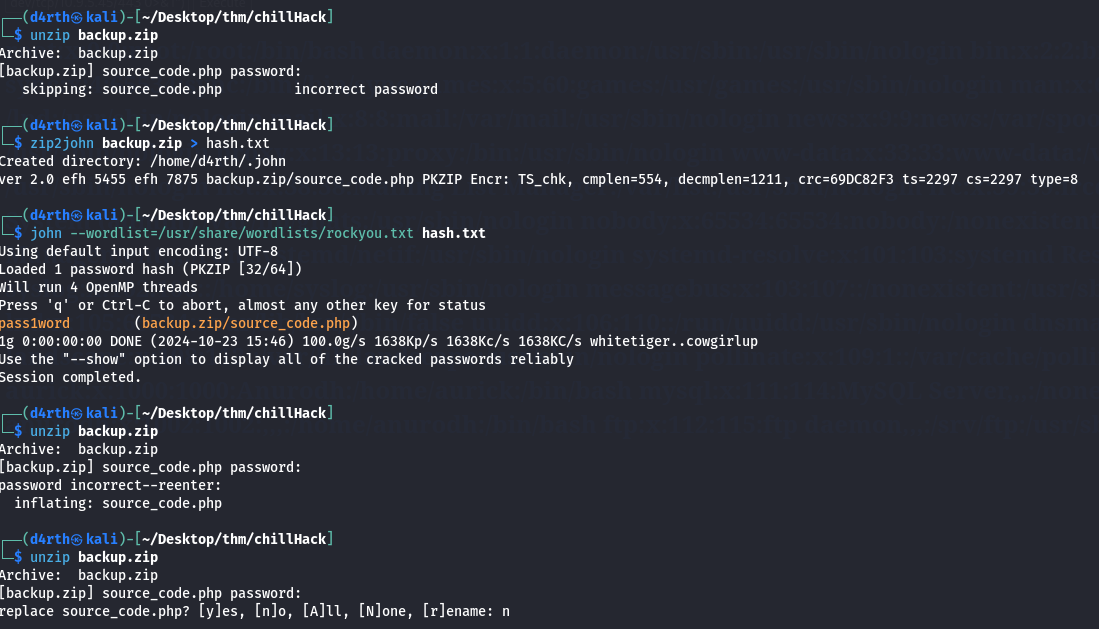 (d4rth㉿kali)-[~/Desktop/thm/chillHack]
$ unzip backup.zip
Archive:  backup.zip
[backup.zip] source_code.php password:
   skipping: source_code.php         incorrect password
(d4rth㉿kali)-[~/Desktop/thm/chillHack]
$ zip2john backup.zip > hash.txt
Created directory: /home/d4rth/.john
ver 2.0 efh 5455 efh 7875 backup.zip/source_code.php PKZIP Encr: TS_chk, cmplen=554, decmplen=1211, crc=69DC82F3 ts=2297 cs=2297 type=8
(d4rth㉿kali)-[~/Desktop/thm/chillHack]
$ john --wordlist=/usr/share/wordlists/rockyou.txt hash.txt
Using default input encoding: UTF-8
Loaded 1 password hash (PKZIP [32/64])
Will run 4 OpenMP threads
Press 'q' or Ctrl-C to abort, almost any other key for status
pass1word        (backup.zip/source_code.php)
1g 0:00:00:00 DONE (2024-10-23 15:46) 100.0g/s 1638Kp/s 1638Kc/s 1638KC/s whitetiger..cowgirlup
Use the "--show" option to display all of the cracked passwords reliably
Session completed.
(d4rth㉿kali)-[~/Desktop/thm/chillHack]
$ unzip backup.zip
Archive:  backup.zip
[backup.zip] source_code.php password:
password incorrect--reenter:
  inflating: source_code.php
(d4rth㉿kali)-[~/Desktop/thm/chillHack]
$ unzip backup.zip
Archive:  backup.zip
[backup.zip] source_code.php password:
replace source_code.php? [y]es, [n]o, [A]ll, [N]one, [r]ename: n